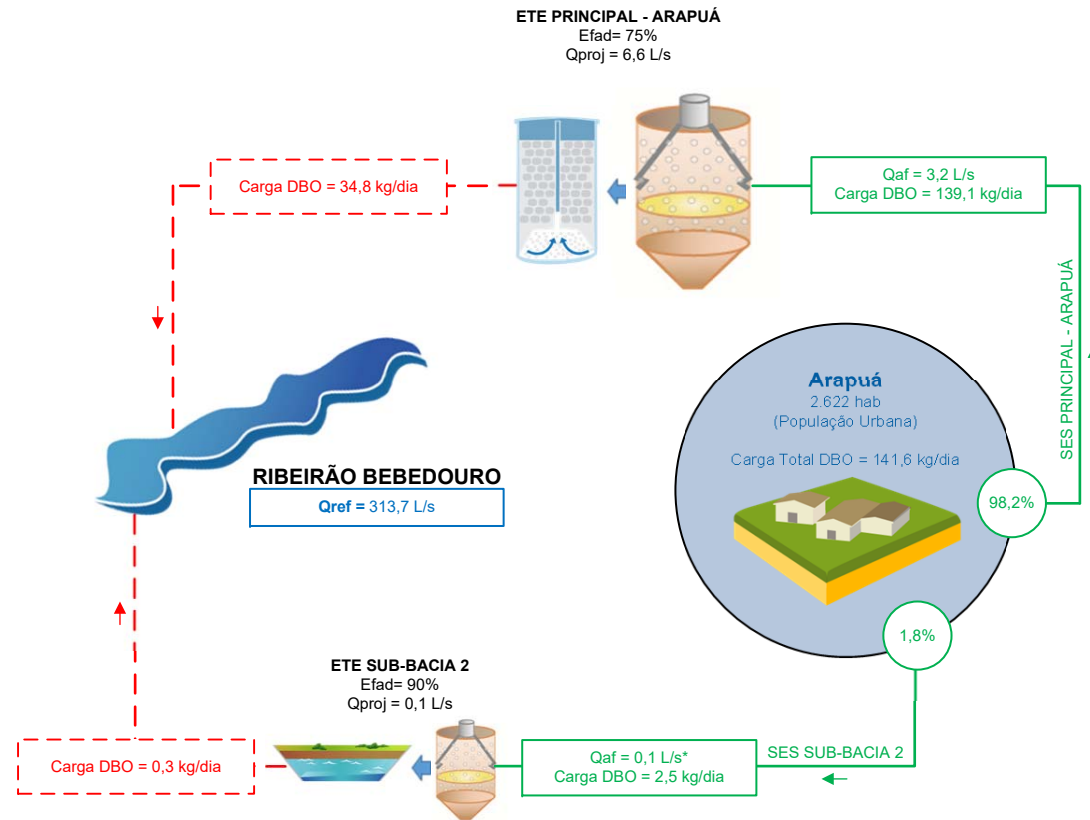 ETE PRINCIPAL - ARAPUÁ
Efad= 75%
Qproj = 6,6 L/s
Carga DBO = 34,8 kg/dia
Qaf = 3,2 L/s
Carga DBO = 139,1 kg/dia
SES PRINCIPAL - ARAPUÁ
Arapuá
2.622 hab
(População Urbana)
Carga Total DBO = 141,6 kg/dia
98,2%
1,8%
RIBEIRÃO BEBEDOURO
Qref = 313,7 L/s
ETE SUB-BACIA 2
Efad= 90%
Qproj = 0,1 L/s
Carga DBO = 0,3 kg/dia
Qaf = 0,1 L/s*
Carga DBO = 2,5 kg/dia
SES SUB-BACIA 2